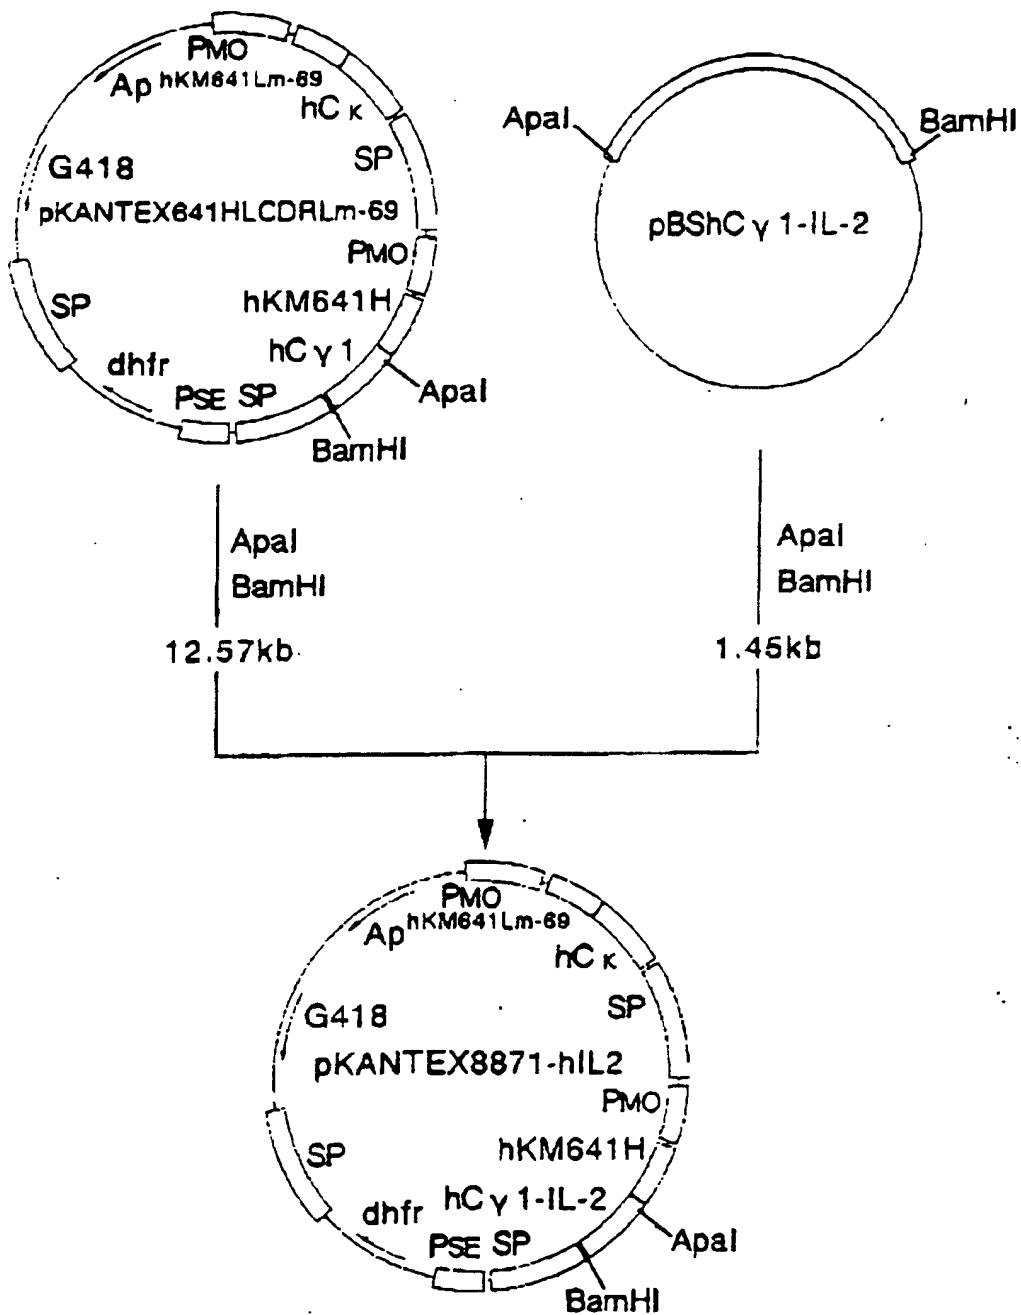 PMO
Ap
hKM641Lm-69
hCκ
SP
G418
pKANTEX641HLCDRLm-69
PMO
hKM641H
SP
hCγ1
dhfr
PSE SP
ApaI
BamHI
ApaI
BamHI
pBShCγ1-IL-2
ApaI
BamHI
12.57kb
ApaI
BamHI
1.45kb
PMO
Ap
hKM641Lm-69
hCκ
SP
G418
pKANTEX8871-hIL2
PMO
hKM641H
SP
hCγ1-IL-2
dhfr
PSE SP
ApaI
BamHI